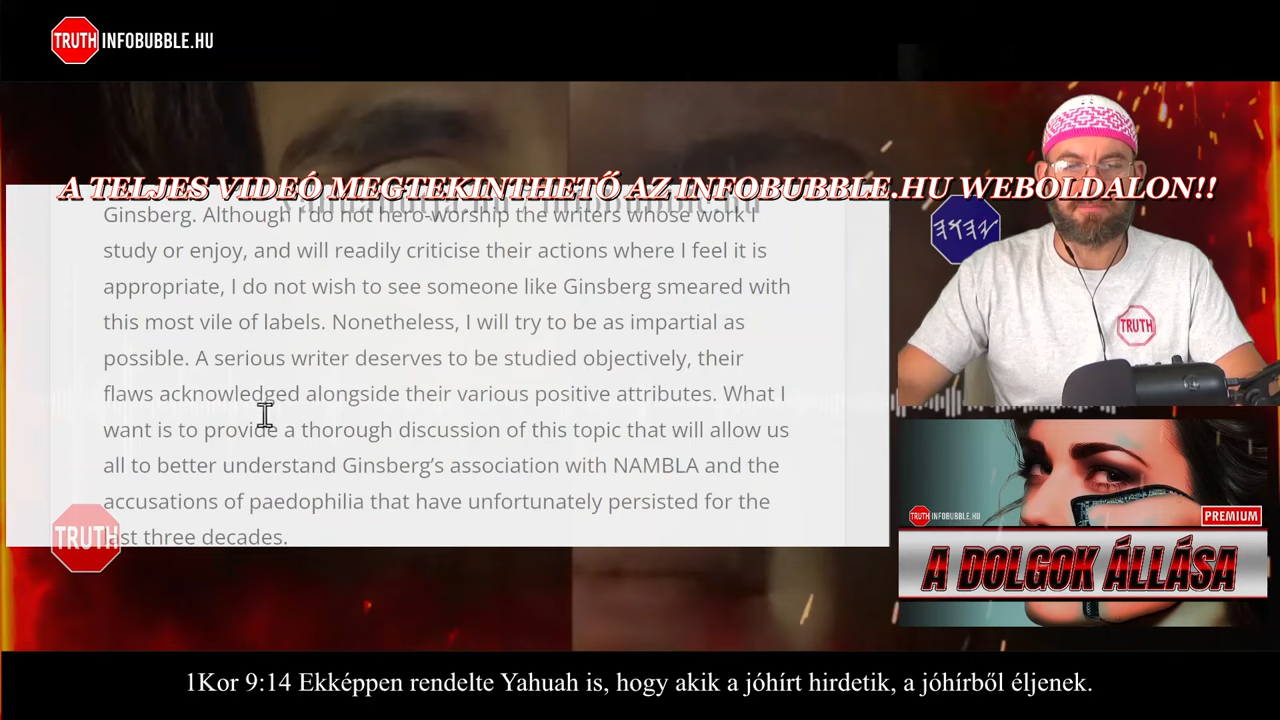 TRUTH INFOBUBBLE.HU
A TELJES VIDEÓ MEGTEKINTHETŐ AZ INFOBUBBLE.HU WEBOLDALON!!
Ginsberg. Although I do not hero-worship the writers whose work I
study or enjoy, and will readily criticise their actions where I feel it is
appropriate, I do not wish to see someone like Ginsberg smeared with
this most vile of labels. Nonetheless, I will try to be as impartial as
possible. A serious writer deserves to be studied objectively, their
flaws acknowledged alongside their various positive attributes. What I
want is to provide a thorough discussion of this topic that will allow us
all to better understand Ginsberg’s association with NAMBLA and the
accusations of paedophilia that have unfortunately persisted for the
last three decades.
TRUTH
𐤉𐤄𐤅𐤄
TRUTH
TRUTH INFOBUBBLE.HU
PREMIUM
A DOLGOK ÁLLÁSA
1Kor 9:14 Ekképpen rendelte Yahuah is, hogy akik a jóhírt hirdetik, a jóhírből éljenek.